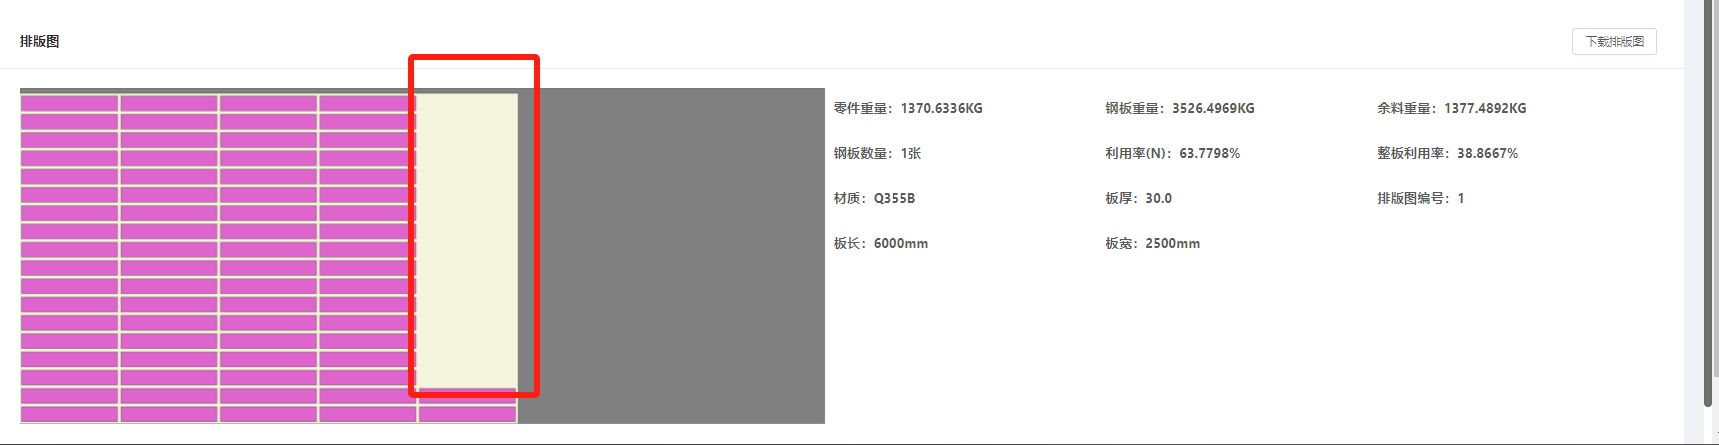 排版图
下载排版图
零件重量：1370.6336KG 钢板重量：3526.4969KG 余料重量：1377.4892KG
钢板数量：1张 利用率(N)：63.7798% 整板利用率：38.8667%
材质：Q355B 板厚：30.0 排版图编号：1
板长：6000mm 板宽：2500mm